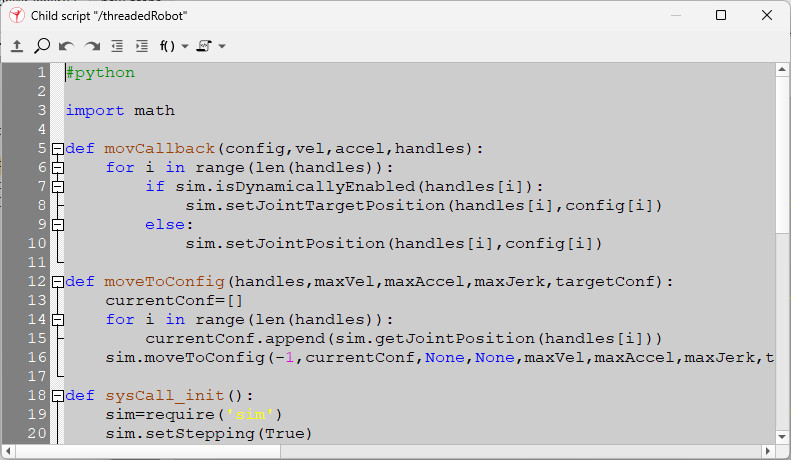 Child script "/threadedRobot"
f()
1 #python
2
3 import math
4
5 def movCallback(config,vel,accel,handles):
6     for i in range(len(handles)):
7         if sim.isDynamicallyEnabled(handles[i]):
8             sim.setJointTargetPosition(handles[i],config[i])
9         else:
10             sim.setJointPosition(handles[i],config[i])
11
12 def moveToConfig(handles,maxVel,maxAccel,maxJerk,targetConf):
13     currentConf=[]
14     for i in range(len(handles)):
15         currentConf.append(sim.getJointPosition(handles[i]))
16     sim.moveToConfig(-1,currentConf,None,None,maxVel,maxAccel,maxJerk,t
17
18 def sysCall_init():
19     sim=require('sim')
20     sim.setStepping(True)